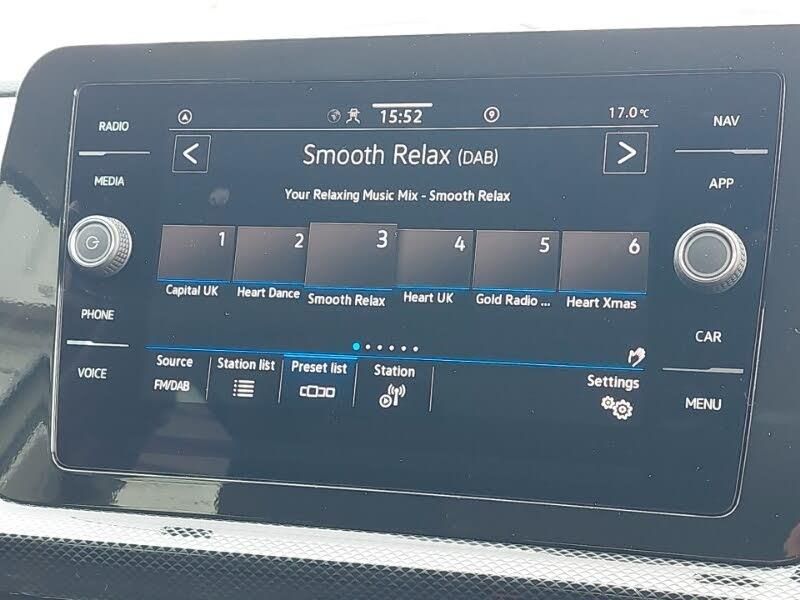 RADIO
MEDIA
PHONE
VOICE
15:52
17.0°C
Smooth Relax (DAB)
Your Relaxing Music Mix - Smooth Relax
1
2
3
4
5
6
Capital UK
Heart Dance
Smooth Relax
Heart UK
Gold Radio ...
Heart Xmas
Source
FM/DAB
Station list
Preset list
Station
Settings
NAV
APP
CAR
MENU